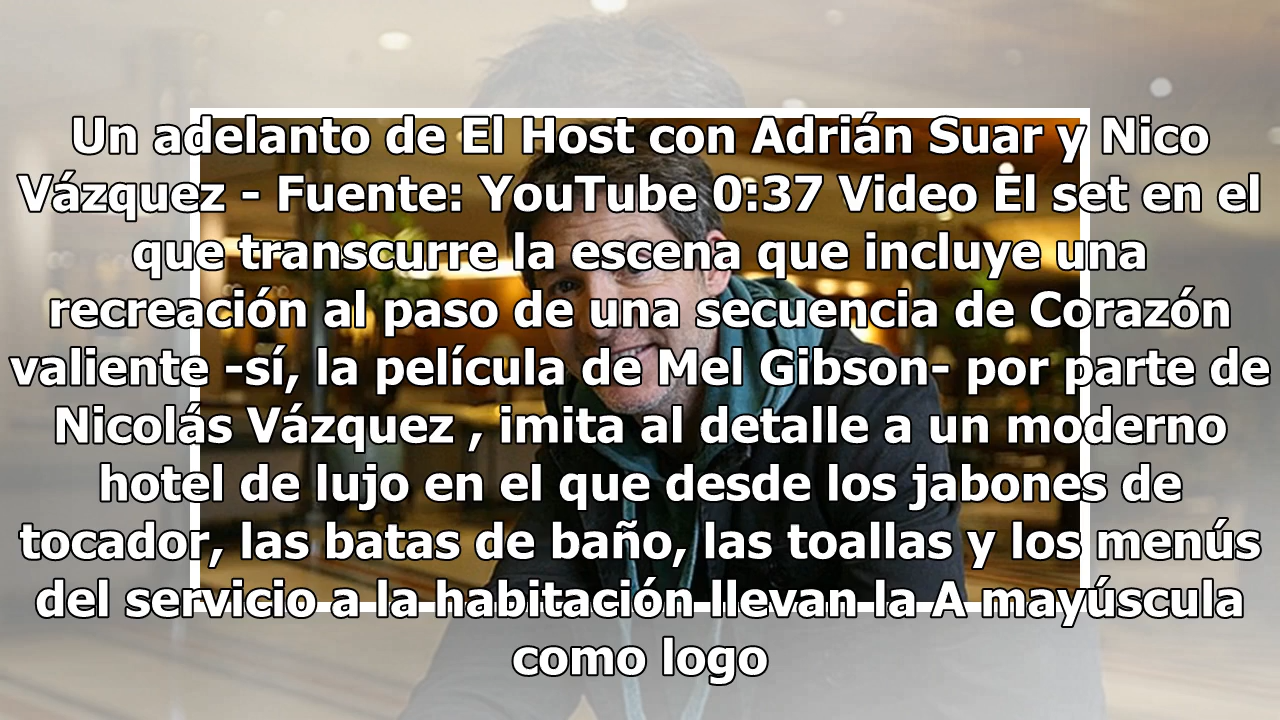 Un adelanto de El Host con Adrián Suar y Nico
Vázquez - Fuente: YouTube 0:37 Video El set en el
que transcurre la escena que incluye una
recreación al paso de una secuencia de Corazón
valiente -sí, la película de Mel Gibson- por parte de
Nicolás Vázquez , imita al detalle a un moderno
hotel de lujo en el que desde los jabones de
tocador, las batas de baño, las toallas y los menús
del servicio a la habitación llevan la A mayúscula
como logo